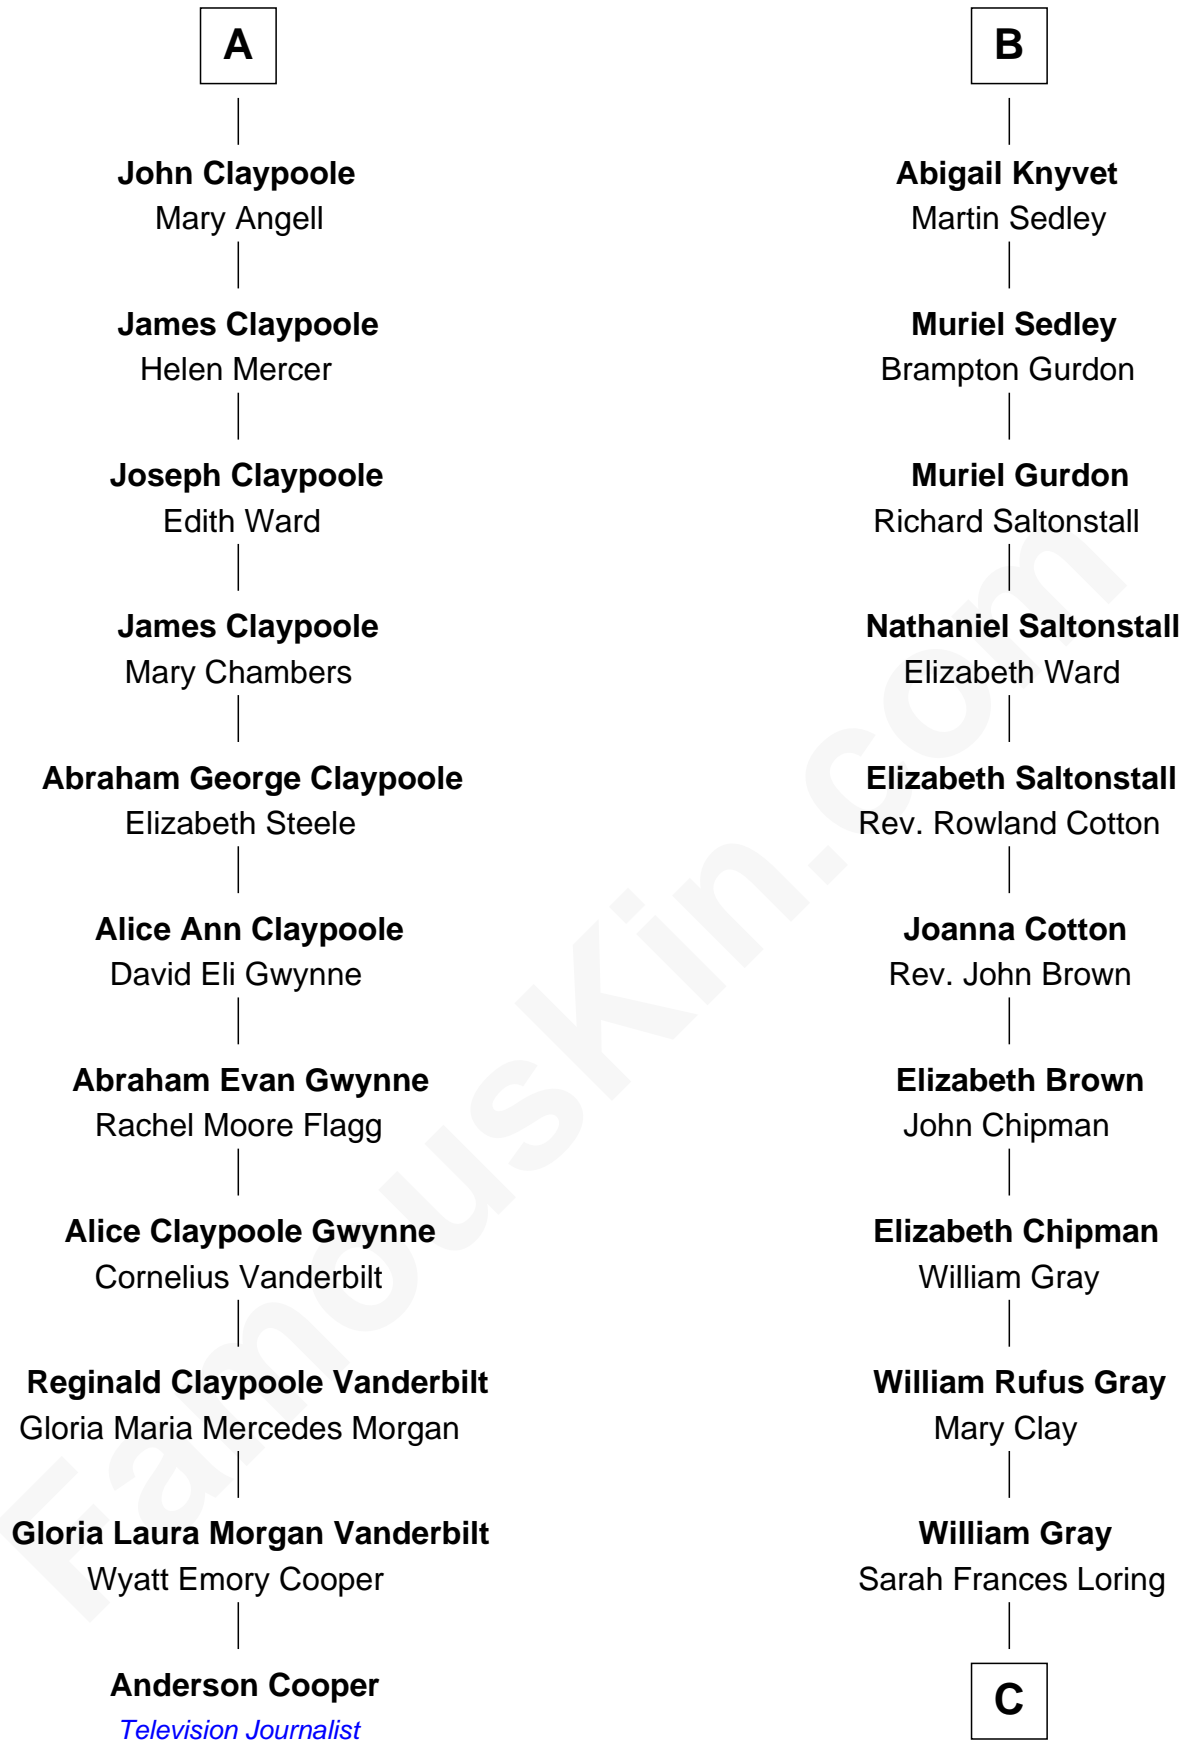 A
John Claypoole
Mary Angell
James Claypoole
Helen Mercer
Joseph Claypoole
Edith Ward
James Claypoole
Mary Chambers
Abraham George Claypoole
Elizabeth Steele
Alice Ann Claypoole
David Eli Gwynne
Abraham Evan Gwynne
Rachel Moore Flagg
Alice Claypoole Gwynne
Cornelius Vanderbilt
Reginald Claypoole Vanderbilt
Gloria Maria Mercedes Morgan
Gloria Laura Morgan Vanderbilt
Wyatt Emory Cooper
Anderson Cooper
Television Journalist
B
Abigail Knyvet
Martin Sedley
Muriel Sedley
Brampton Gurdon
Muriel Gurdon
Richard Saltonstall
Nathaniel Saltonstall
Elizabeth Ward
Elizabeth Saltonstall
Rev. Rowland Cotton
Joanna Cotton
Rev. John Brown
Elizabeth Brown
John Chipman
Elizabeth Chipman
William Gray
William Rufus Gray
Mary Clay
William Gray
Sarah Frances Loring
C
FamousKin.com